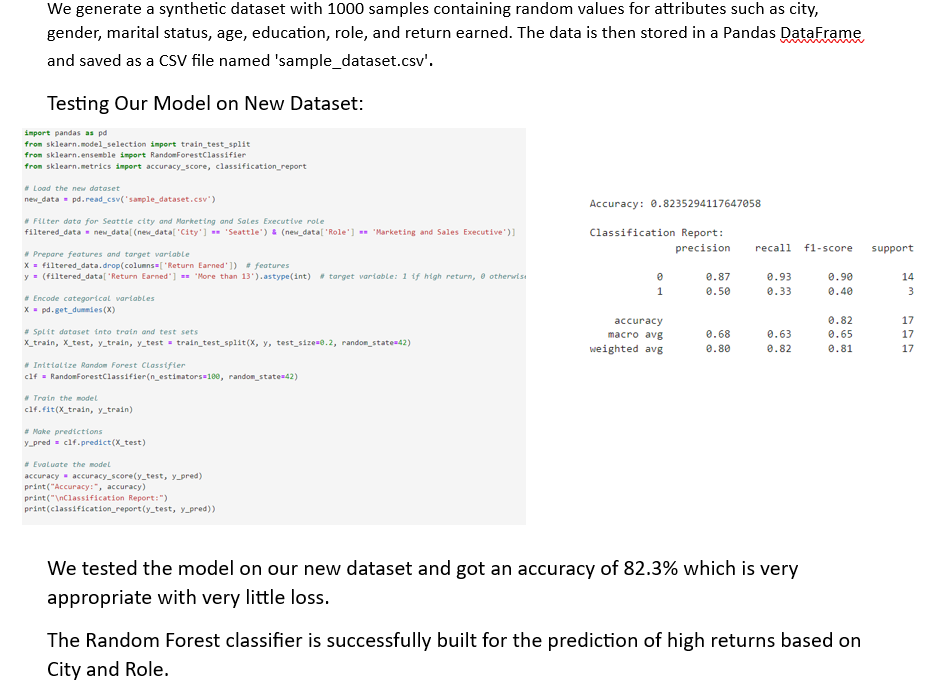 We generate a synthetic dataset with 1000 samples containing random values for attributes such as city,
gender, marital status, age, education, role, and return earned. The data is then stored in a Pandas DataFrame
and saved as a CSV file named 'sample_dataset.csv'.
Testing Our Model on New Dataset:
import pandas as pd
from sklearn.model_selection import train_test_split
from sklearn.ensemble import RandomForestClassifier
from sklearn.metrics import accuracy_score, classification_report
# Load the new dataset
new_data = pd.read_csv('sample_dataset.csv')
# Filter data for Seattle city and Marketing and Sales Executive role
filtered_data = new_data[(new_data['City'] == 'Seattle') & (new_data['Role'] == 'Marketing and Sales Executive')]
# Prepare features and target variable
X = filtered_data.drop(columns=['Return Earned']) # features
y = (filtered_data['Return Earned'] == 'More than 13').astype(int) # target variable: 1 if high return, 0 otherwis
# Encode categorical variables
X = pd.get_dummies(X)
# Split dataset into train and test sets
X_train, X_test, y_train, y_test = train_test_split(X, y, test_size=0.2, random_state=42)
# Initialize Random Forest Classifier
clf = RandomForestClassifier(n_estimators=100, random_state=42)
# Train the model
clf.fit(X_train, y_train)
# Make predictions
y_pred = clf.predict(X_test)
# Evaluate the model
accuracy = accuracy_score(y_test, y_pred)
print("Accuracy:", accuracy)
print("\nClassification Report:")
print(classification_report(y_test, y_pred))
Accuracy: 0.8235294117647058
Classification Report:
precision recall f1-score support
0 0.87 0.93 0.90 14
1 0.50 0.33 0.40 3
accuracy 0.82 17
macro avg 0.68 0.63 0.65 17
weighted avg 0.80 0.82 0.81 17
We tested the model on our new dataset and got an accuracy of 82.3% which is very
appropriate with very little loss.
The Random Forest classifier is successfully built for the prediction of high returns based on
City and Role.